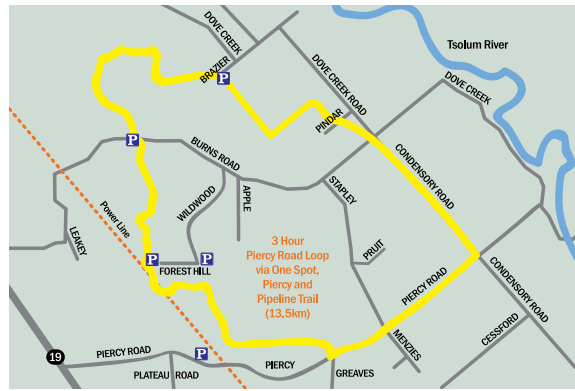 DOVE CREEK
Tsolum River
BRAZIER
P
DOVE CREEK ROAD
DOVE CREEK
PINDAR
P
BURNS ROAD
CONDENSORY ROAD
WILDWOOD
APPLE
STAPLEY
Power Line
LEAKEY
3 Hour
Piercy Road Loop
via One Spot,
Piercy and
Pipeline Trail
(13.5km)
PRUIT
P
P
FOREST HILL
PIERCY ROAD
CONDENSORY ROAD
CESSFORD
MENZIES
19
PIERCY ROAD
P
PIERCY
PLATEAU ROAD
GREAVES